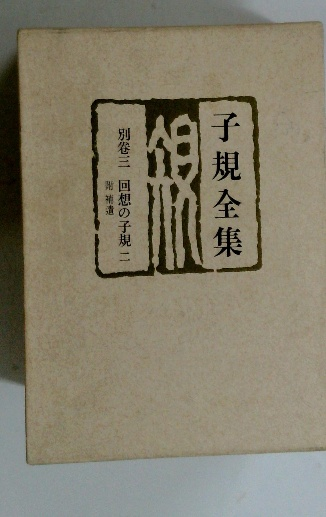 子規全集
別巻三 回想の子規 二
附 補遺